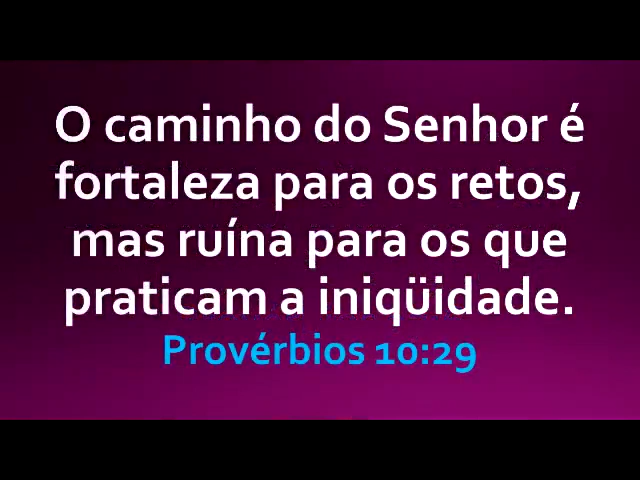 O caminho do Senhor é
fortaleza para os retos,
mas ruína para os que
praticam a iniqüidade.
Provérbios 10:29